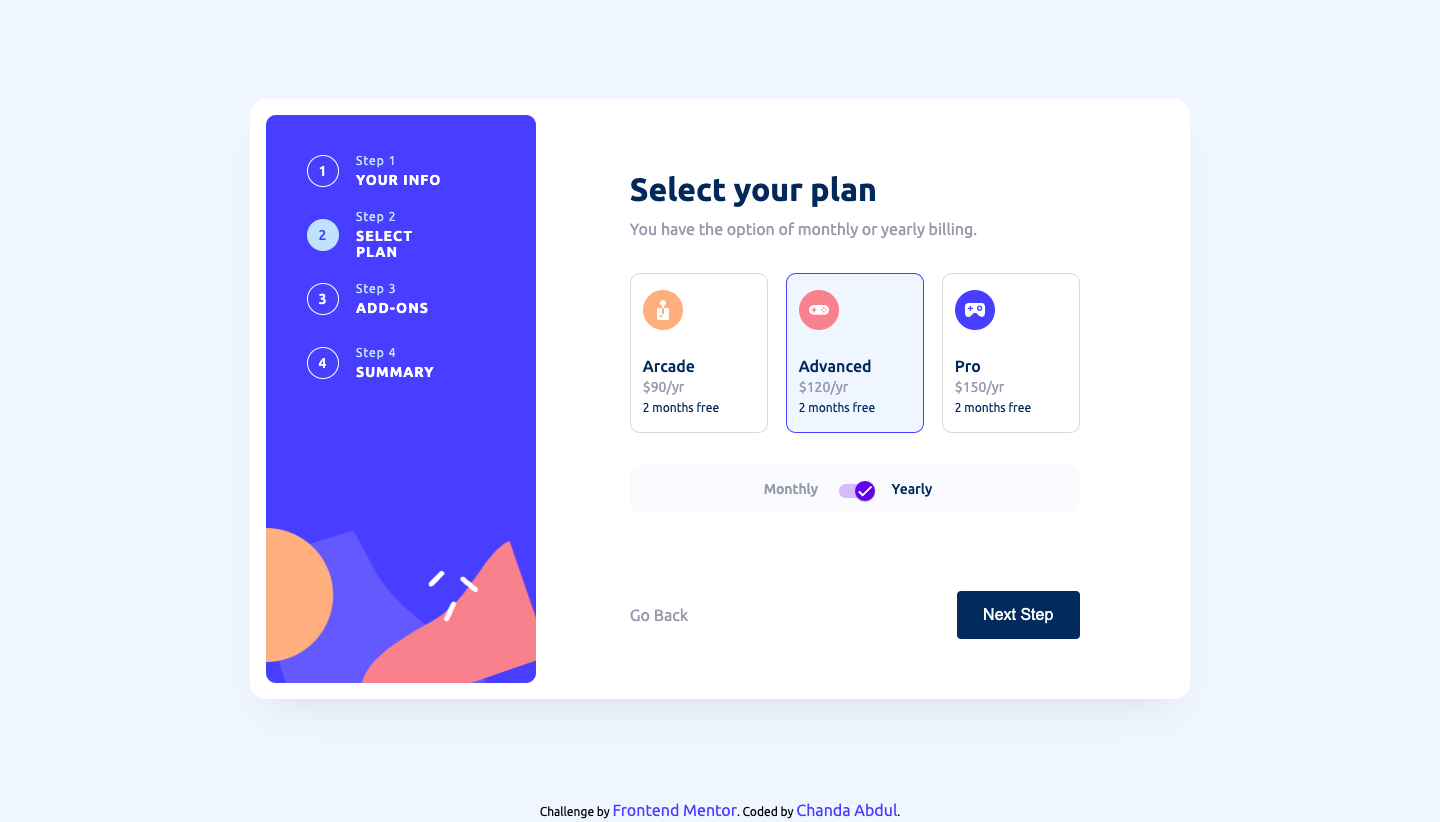 1
Step 1
YOUR INFO
2
Step 2
SELECT
PLAN
3
Step 3
ADD-ONS
4
Step 4
SUMMARY
Select your plan
You have the option of monthly or yearly billing.
Arcade
$90/yr
2 months free
Advanced
$120/yr
2 months free
Pro
$150/yr
2 months free
Monthly Yearly
Go Back Next Step
Challenge by Frontend Mentor. Coded by Chanda Abdul.